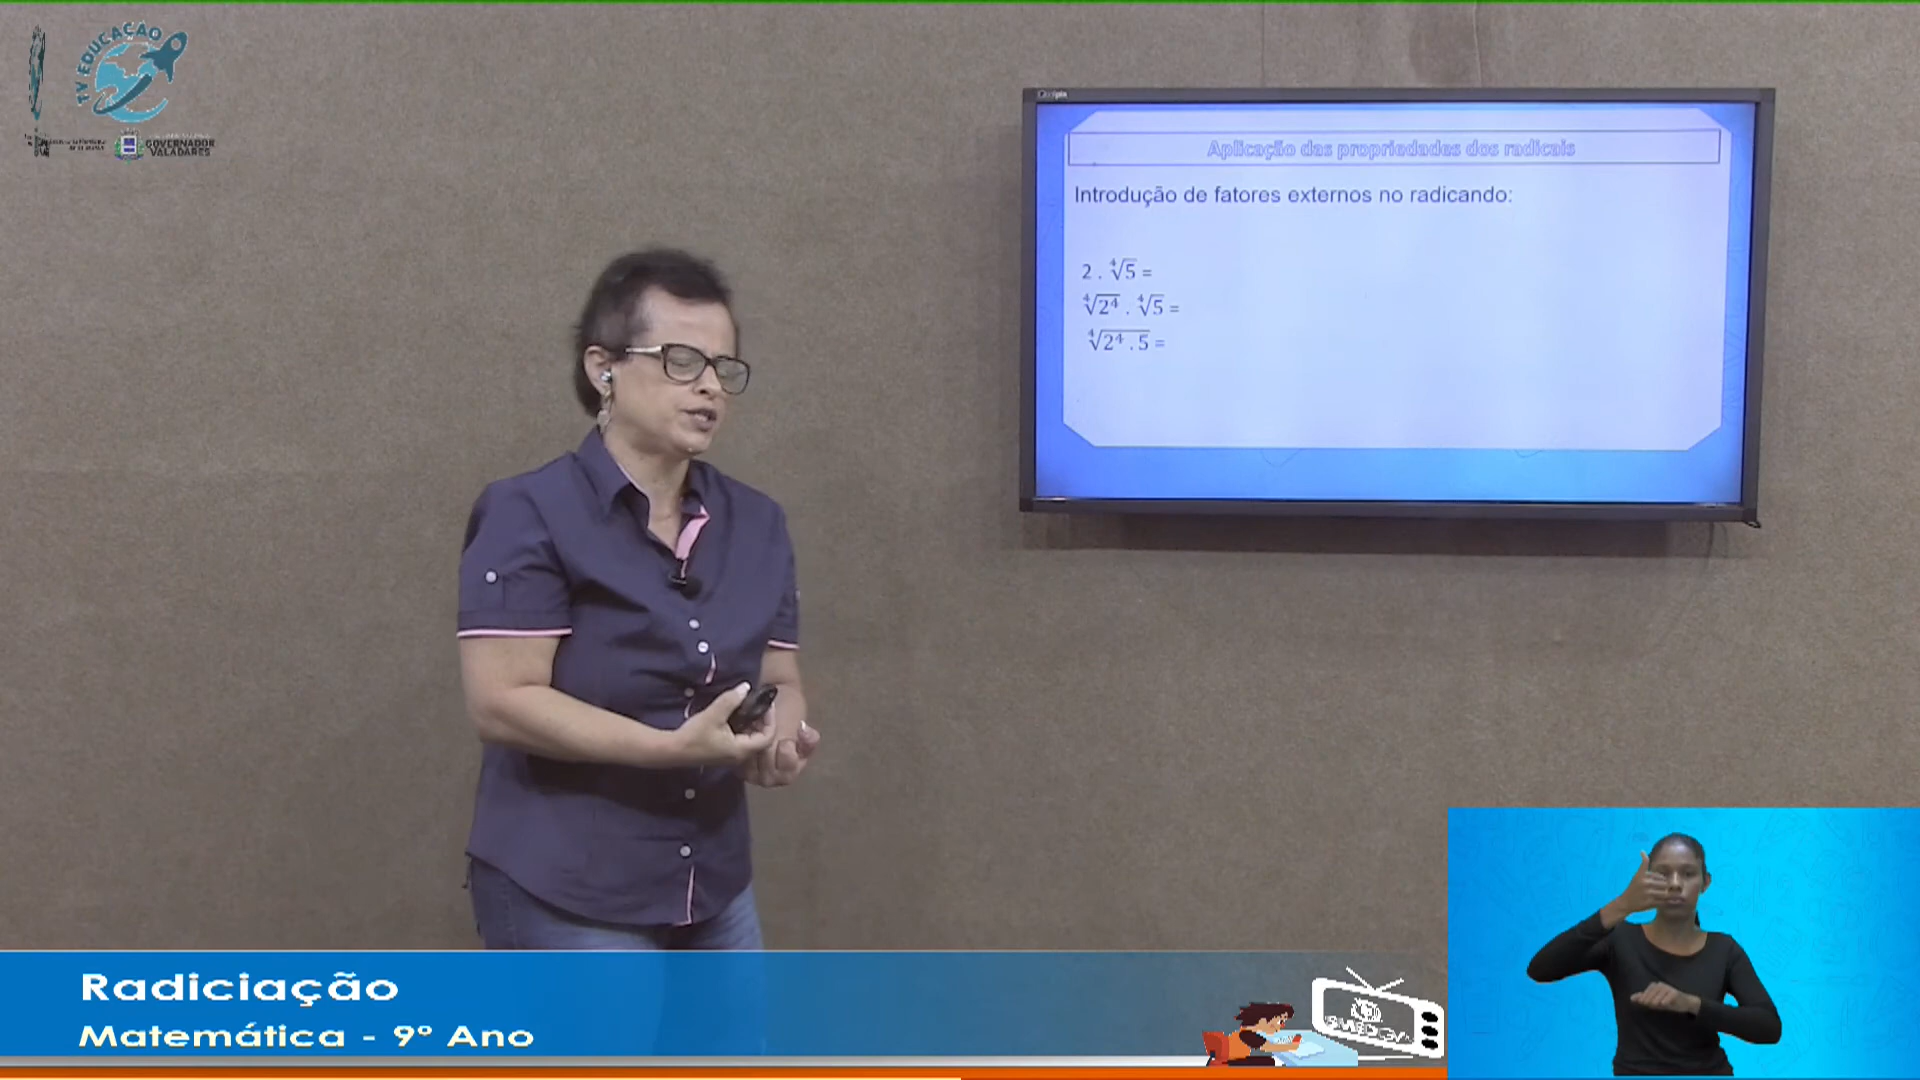 TV EDUCAÇÃO
GOVERNADOR
VALADARES
Aplicação das propriedades dos radicais
Introdução de fatores externos no radicando:
2 . ⁴√5 =
⁴√2⁴ . ⁴√5 =
⁴√(2⁴ . 5) =
Radiciação
Matemática - 9º Ano